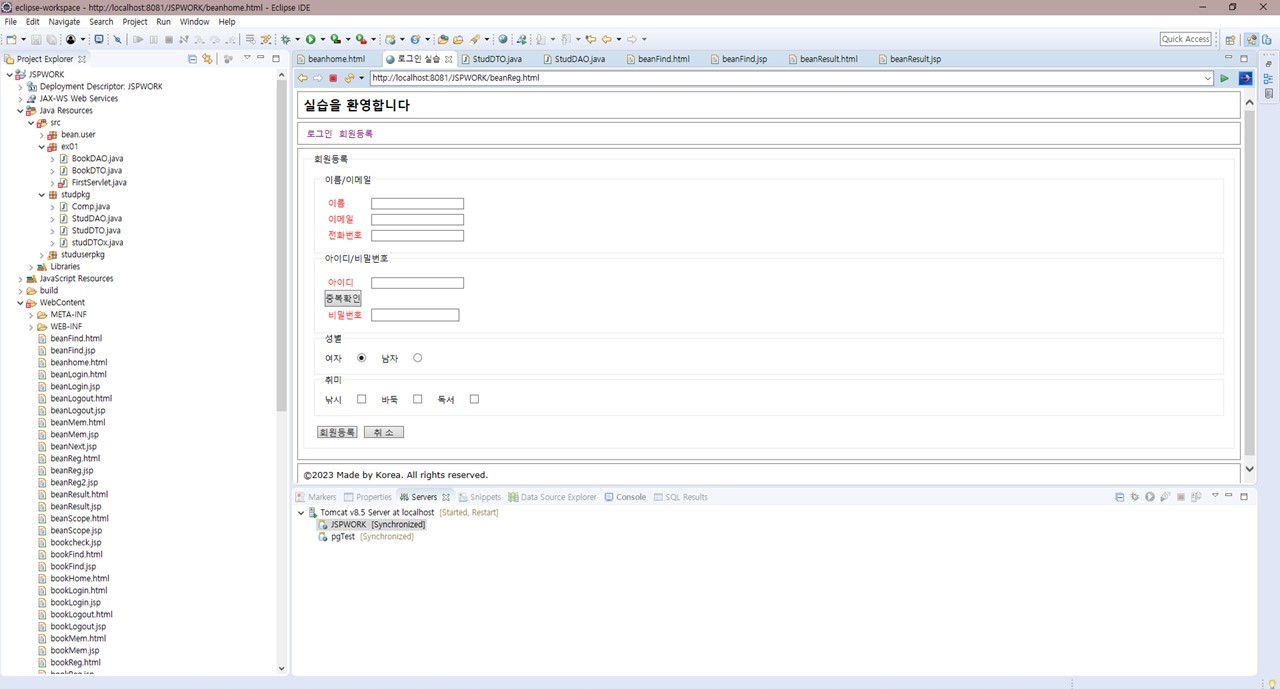 eclipse-workspace - http://localhost:8081/JSPWORK/beanhome.html - Eclipse IDE
File Edit Navigate Search Project Run Window Help
Quick Access
Project Explorer
JSPWORK
Deployment Descriptor: JSPWORK
JAX-WS Web Services
Java Resources
src
bean.user
ex01
BookDAO.java
BookDTO.java
FirstServlet.java
studpkg
Comp.java
StudDAO.java
StudDTO.java
studDTOx.java
studuserpkg
Libraries
JavaScript Resources
build
WebContent
META-INF
WEB-INF
beanFind.html
beanFind.jsp
beanhome.html
beanLogin.html
beanLogin.jsp
beanLogout.html
beanLogout.jsp
beanMem.html
beanMem.jsp
beanNext.jsp
beanReg.html
beanReg.jsp
beanReg2.jsp
beanResult.html
beanResult.jsp
beanScope.html
beanScope.jsp
bookcheck.jsp
bookFind.html
bookFind.jsp
bookHome.html
bookLogin.html
bookLogin.jsp
bookLogout.html
bookLogout.jsp
bookMem.html
bookMem.jsp
bookReg.html
bookReg.jsp
beanhome.html 로그인 실습 StudDTO.java StudDAO.java beanFind.html beanFind.jsp beanResult.html beanResult.jsp
http://localhost:8081/JSPWORK/beanReg.html
실습을 환영합니다
로그인 회원등록
회원등록
이름/이메일
이름
이메일
전화번호
아이디/비밀번호
아이디
중복확인
비밀번호
성별
여자 남자
취미
낚시 바둑 독서
회원등록 취 소
©2023 Made by Korea. All rights reserved.
Markers Properties Servers Snippets Data Source Explorer Console SQL Results
Tomcat v8.5 Server at localhost [Started, Restart]
JSPWORK [Synchronized]
pgTest [Synchronized]